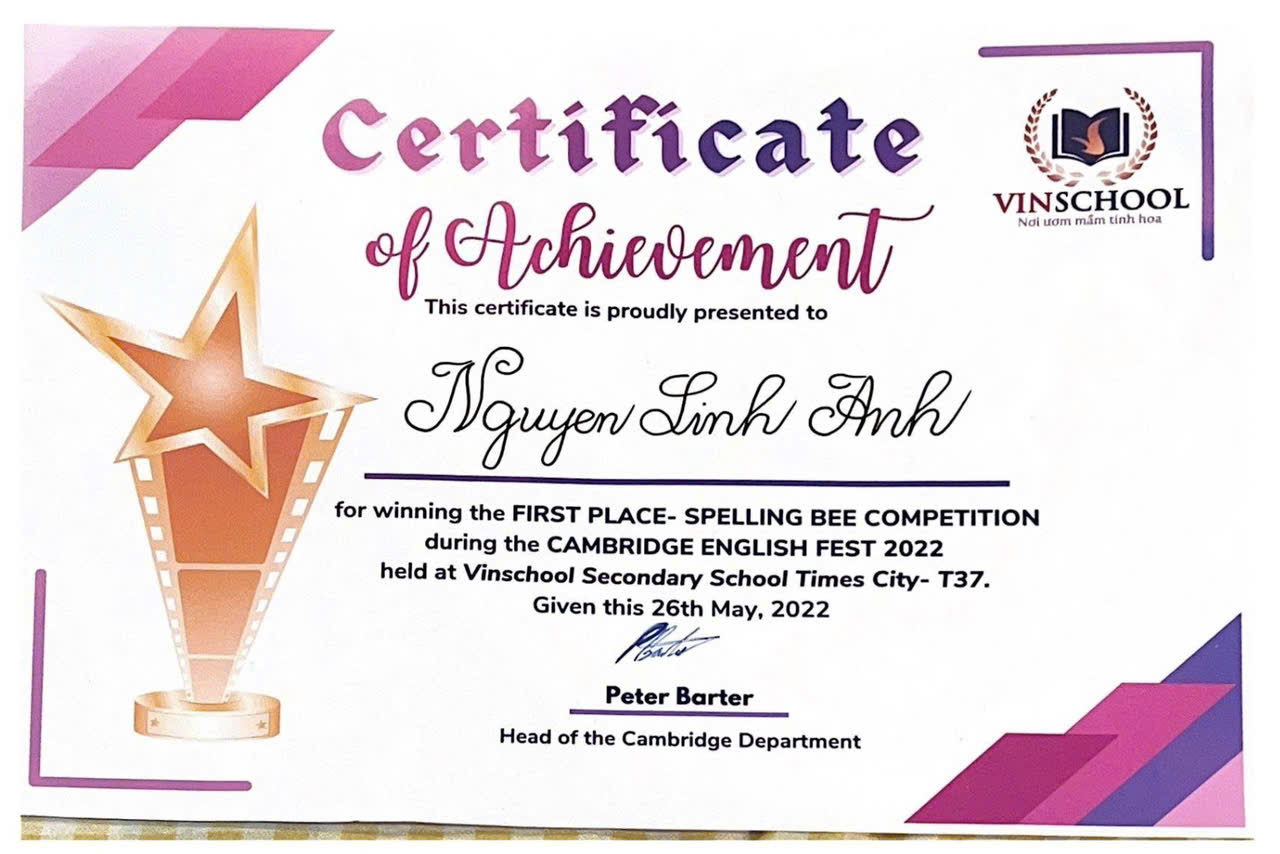 Certificate
of Achievement
VINSCHOOL
Nơi ươm mầm tinh hoa
This certificate is proudly presented to
Nguyen Linh Anh
for winning the FIRST PLACE- SPELLING BEE COMPETITION
during the CAMBRIDGE ENGLISH FEST 2022
held at Vinschool Secondary School Times City- T37.
Given this 26th May, 2022
PBarter
Peter Barter
Head of the Cambridge Department